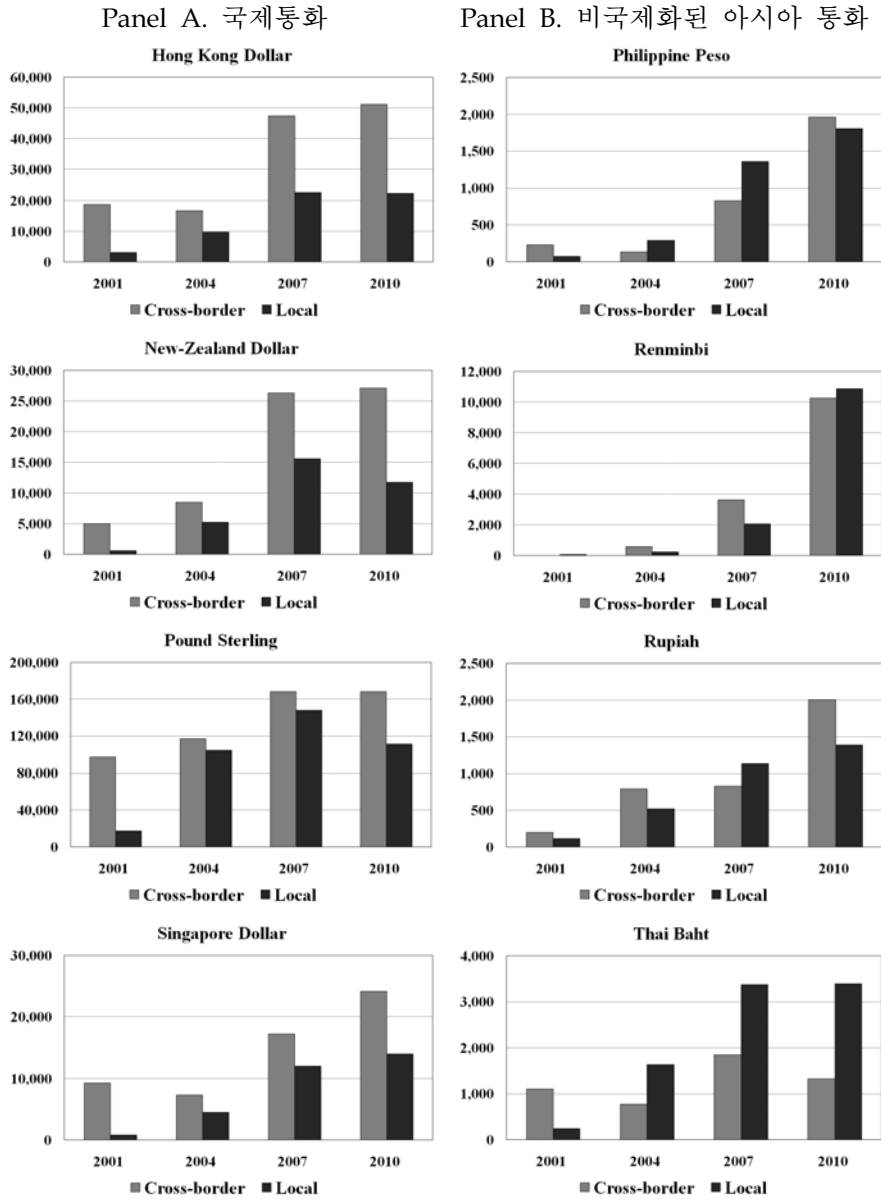 Panel A. 국제통화
Panel B. 비국제화된 아시아 통화
Hong Kong Dollar
60,000
50,000
40,000
30,000
20,000
10,000
0
2001 2004 2007 2010
Cross-border Local
Philippine Peso
2,500
2,000
1,500
1,000
500
0
2001 2004 2007 2010
Cross-border Local
New-Zealand Dollar
30,000
25,000
20,000
15,000
10,000
5,000
0
2001 2004 2007 2010
Cross-border Local
Renminbi
12,000
10,000
8,000
6,000
4,000
2,000
0
2001 2004 2007 2010
Cross-border Local
Pound Sterling
200,000
160,000
120,000
80,000
40,000
0
2001 2004 2007 2010
Cross-border Local
Rupiah
2,500
2,000
1,500
1,000
500
0
2001 2004 2007 2010
Cross-border Local
Singapore Dollar
30,000
20,000
10,000
0
2001 2004 2007 2010
Cross-border Local
Thai Baht
4,000
3,000
2,000
1,000
0
2001 2004 2007 2010
Cross-border Local